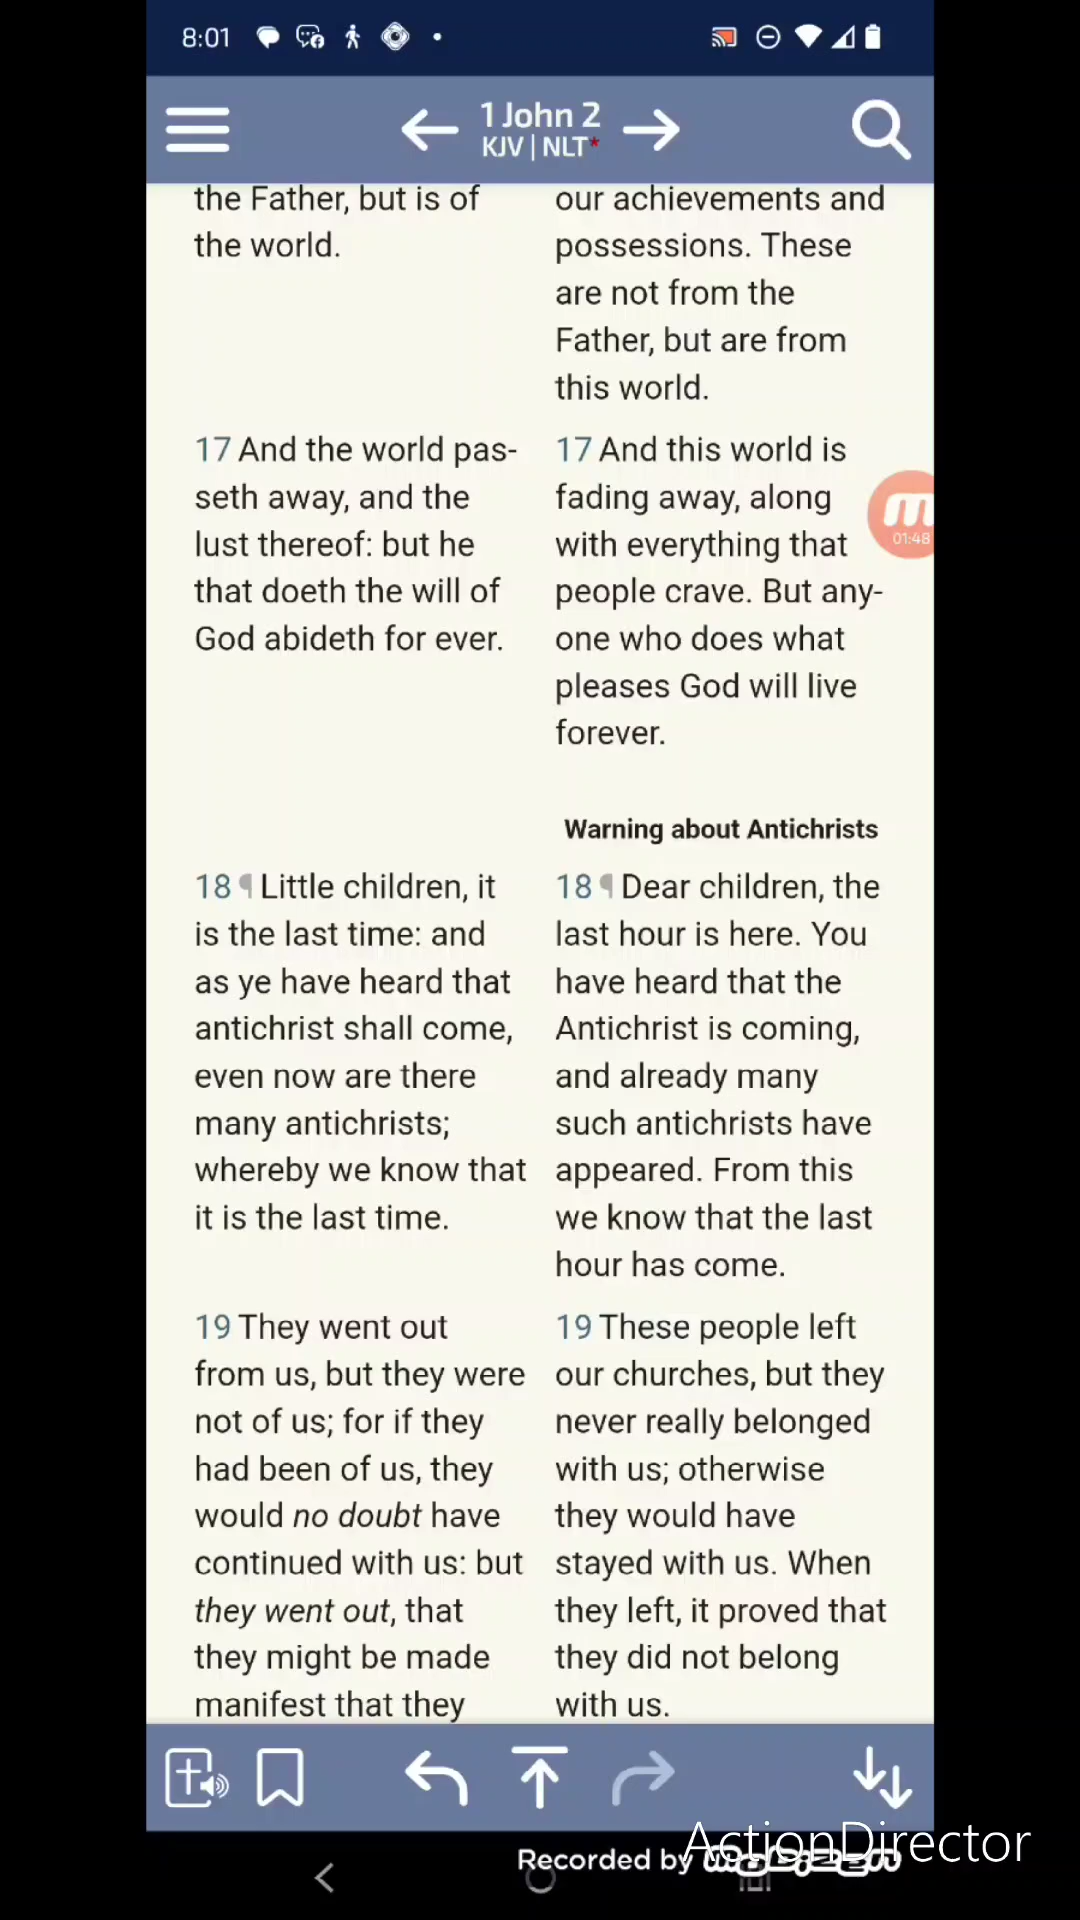 8:01
1 John 2
KJV | NLT*
the Father, but is of
the world.
17 And the world pas-
seth away, and the
lust thereof: but he
that doeth the will of
God abideth for ever.
18 ¶ Little children, it
is the last time: and
as ye have heard that
antichrist shall come,
even now are there
many antichrists;
whereby we know that
it is the last time.
19 They went out
from us, but they were
not of us; for if they
had been of us, they
would no doubt have
continued with us: but
they went out, that
they might be made
manifest that they
our achievements and
possessions. These
are not from the
Father, but are from
this world.
17 And this world is
fading away, along
with everything that
people crave. But any-
one who does what
pleases God will live
forever.
Warning about Antichrists
18 ¶ Dear children, the
last hour is here. You
have heard that the
Antichrist is coming,
and already many
such antichrists have
appeared. From this
we know that the last
hour has come.
19 These people left
our churches, but they
never really belonged
with us; otherwise
they would have
stayed with us. When
they left, it proved that
they did not belong
with us.
m
01:48
ActionDirector
Recorded by